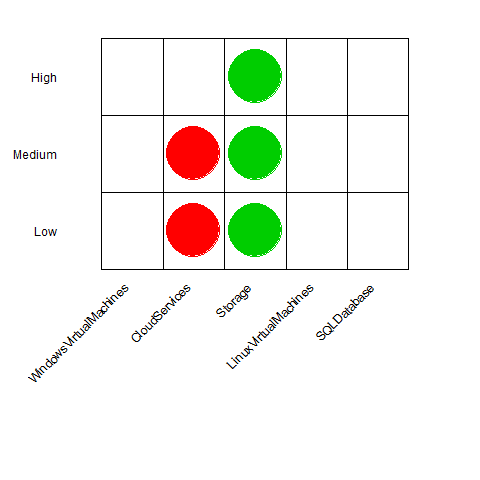 High
Medium
Low
WindowsVirtualMachines
CloudServices
Storage
LinuxVirtualMachines
SQLDatabase